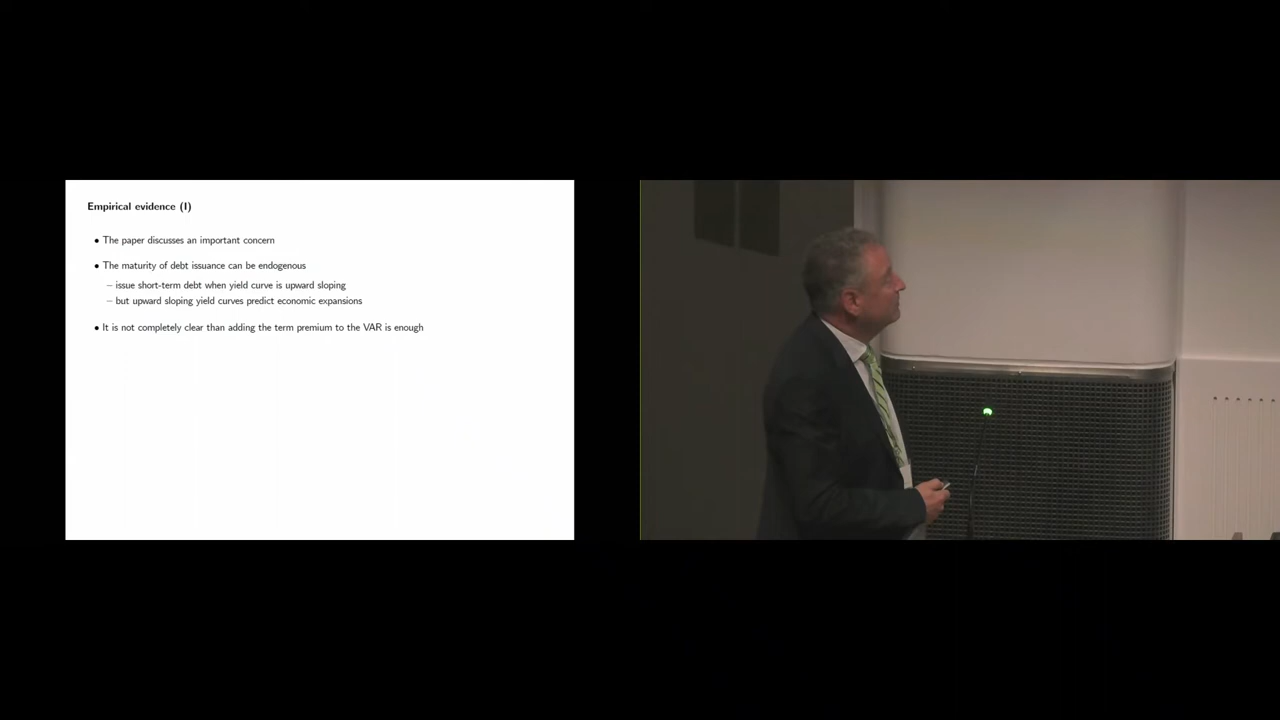 Empirical evidence (I)
• The paper discusses an important concern
• The maturity of debt issuance can be endogenous
– issue short-term debt when yield curve is upward sloping
– but upward sloping yield curves predict economic expansions
• It is not completely clear than adding the term premium to the VAR is enough